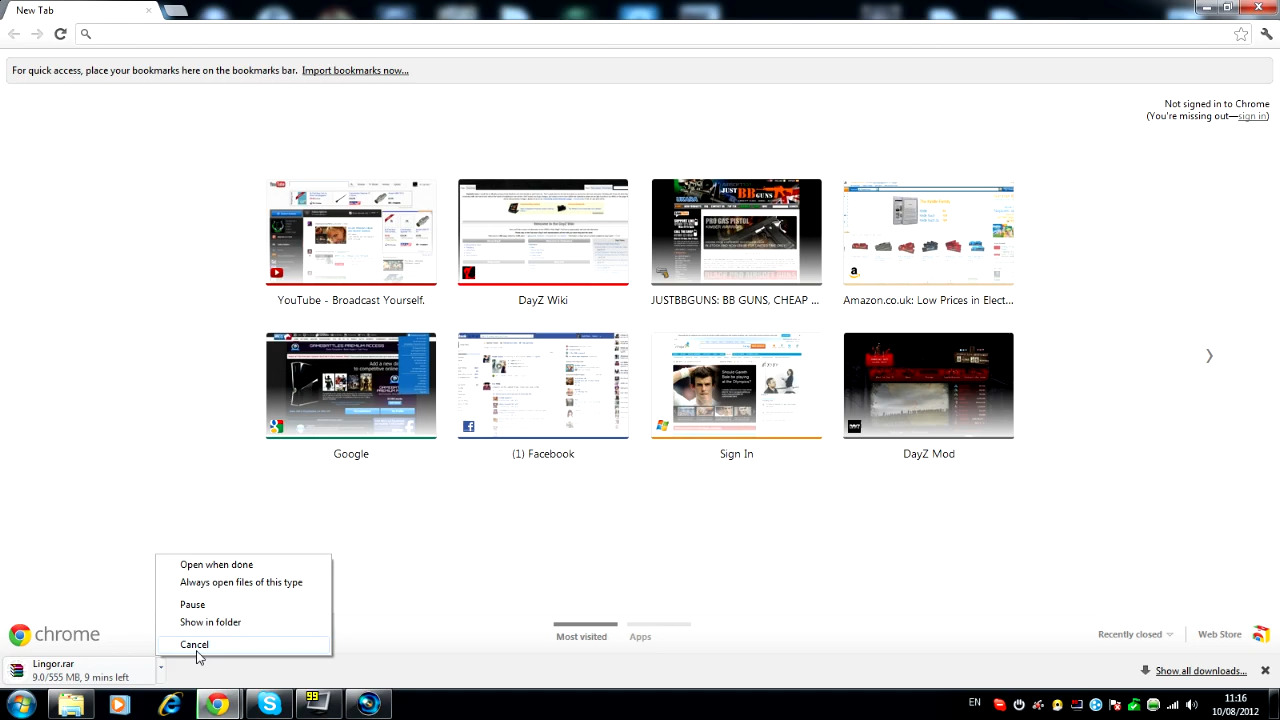 New Tab
For quick access, place your bookmarks here on the bookmarks bar. Import bookmarks now...
Not signed in to Chrome
(You're missing out—sign in)
YouTube - Broadcast Yourself.
DayZ Wiki
JUSTBBGUNS: BB GUNS, CHEAP ...
Amazon.co.uk: Low Prices in Elect...
Google
(1) Facebook
Sign In
DayZ Mod
Open when done
Always open files of this type
Pause
Show in folder
Cancel
chrome
Most visited
Apps
Recently closed
Web Store
Lingor.rar
9.0/555 MB, 9 mins left
Show all downloads...
99
EN
11:16
10/08/2012